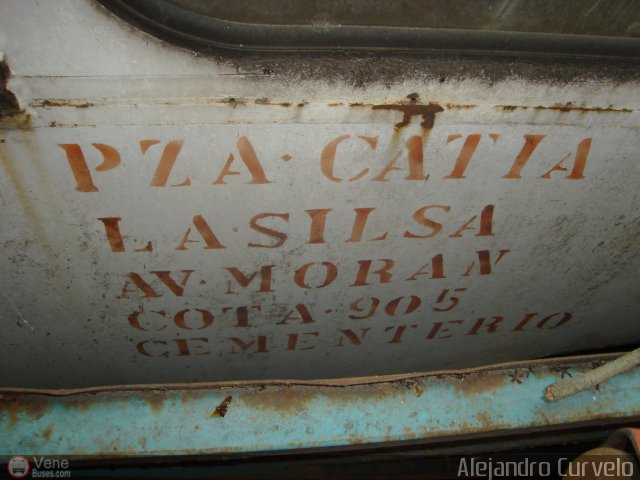 PZA·CATIA
LA·SILSA
AV·MORAN
COTA·905
CEMENTERIO
Vene
Buses.com
Alejandro Curvelo